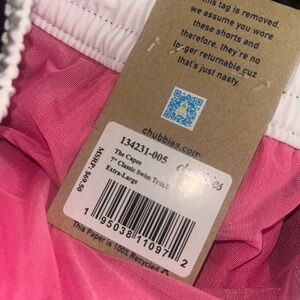 this tag is removed,
we assume you wore
these shorts and
therefore, they're no
longer returnable cuz
that's just nasty.
chubbies.com
134231-005
The Capes
7" Classic Swim Trunk
Extra-Large
MSRP: $69.50
1 95038 11097 2
This Paper is 100% Recycled